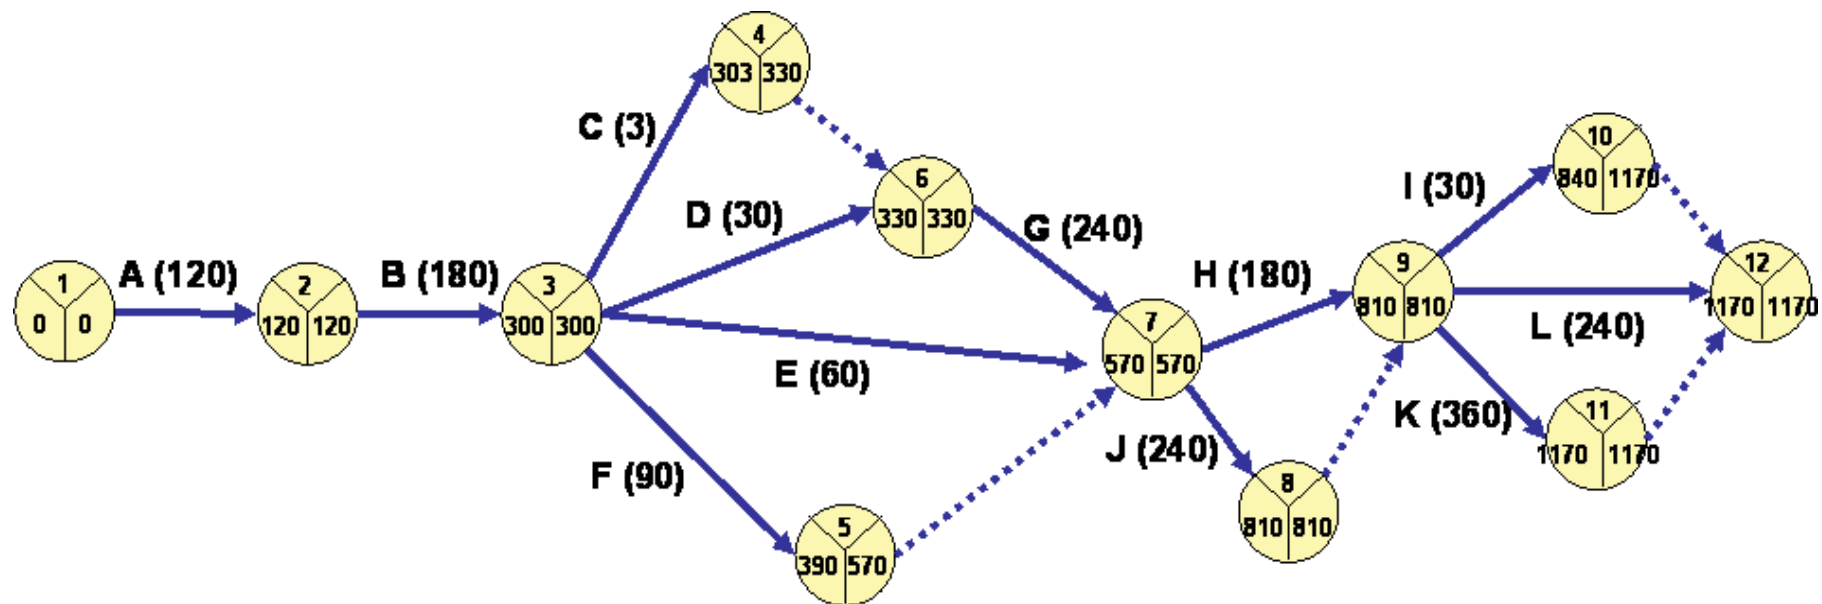 4
303 330
C (3)
10
840 1170
6
330 330
D (30)
I (30)
G (240)
1
0 0
A (120)
2
120 120
B (180)
3
300 300
H (180)
9
810 810
12
1170 1170
L (240)
7
570 570
E (60)
K (360)
11
1170 1170
J (240)
F (90)
8
810 810
5
390 570